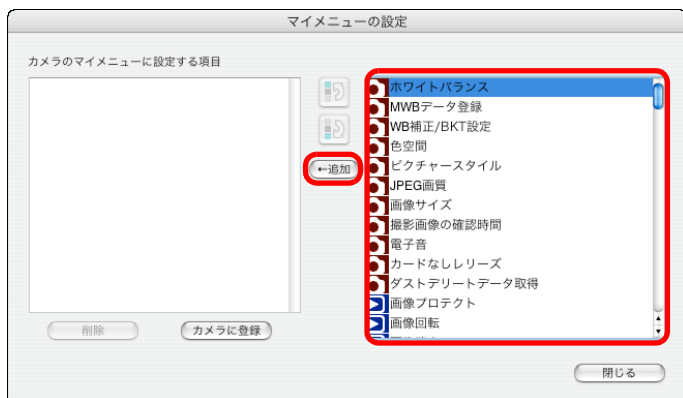 マイメニューの設定
カメラのマイメニューに設定する項目
ホワイトバランス
MWBデータ登録
WB補正/BKT設定
色空間
ピクチャースタイル
JPEG画質
画像サイズ
撮影画像の確認時間
電子音
カードなしレリーズ
ダストデリートデータ取得
画像プロテクト
画像回転
←追加
削除
カメラに登録
閉じる